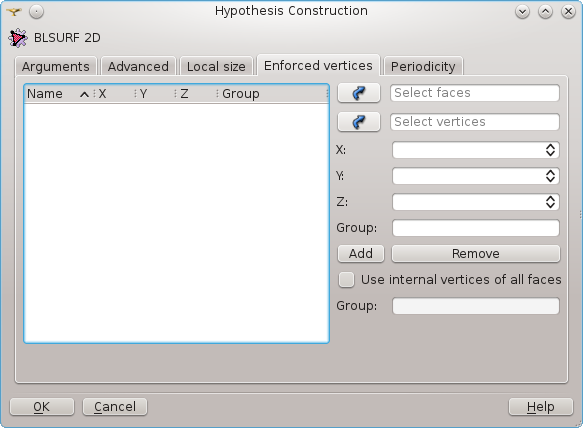 Hypothesis Construction
BLSURF 2D
Arguments Advanced Local size Enforced vertices Periodicity
Name X Y Z Group
Select faces
Select vertices
X:
Y:
Z:
Group:
Add Remove
Use internal vertices of all faces
Group:
OK Cancel Help